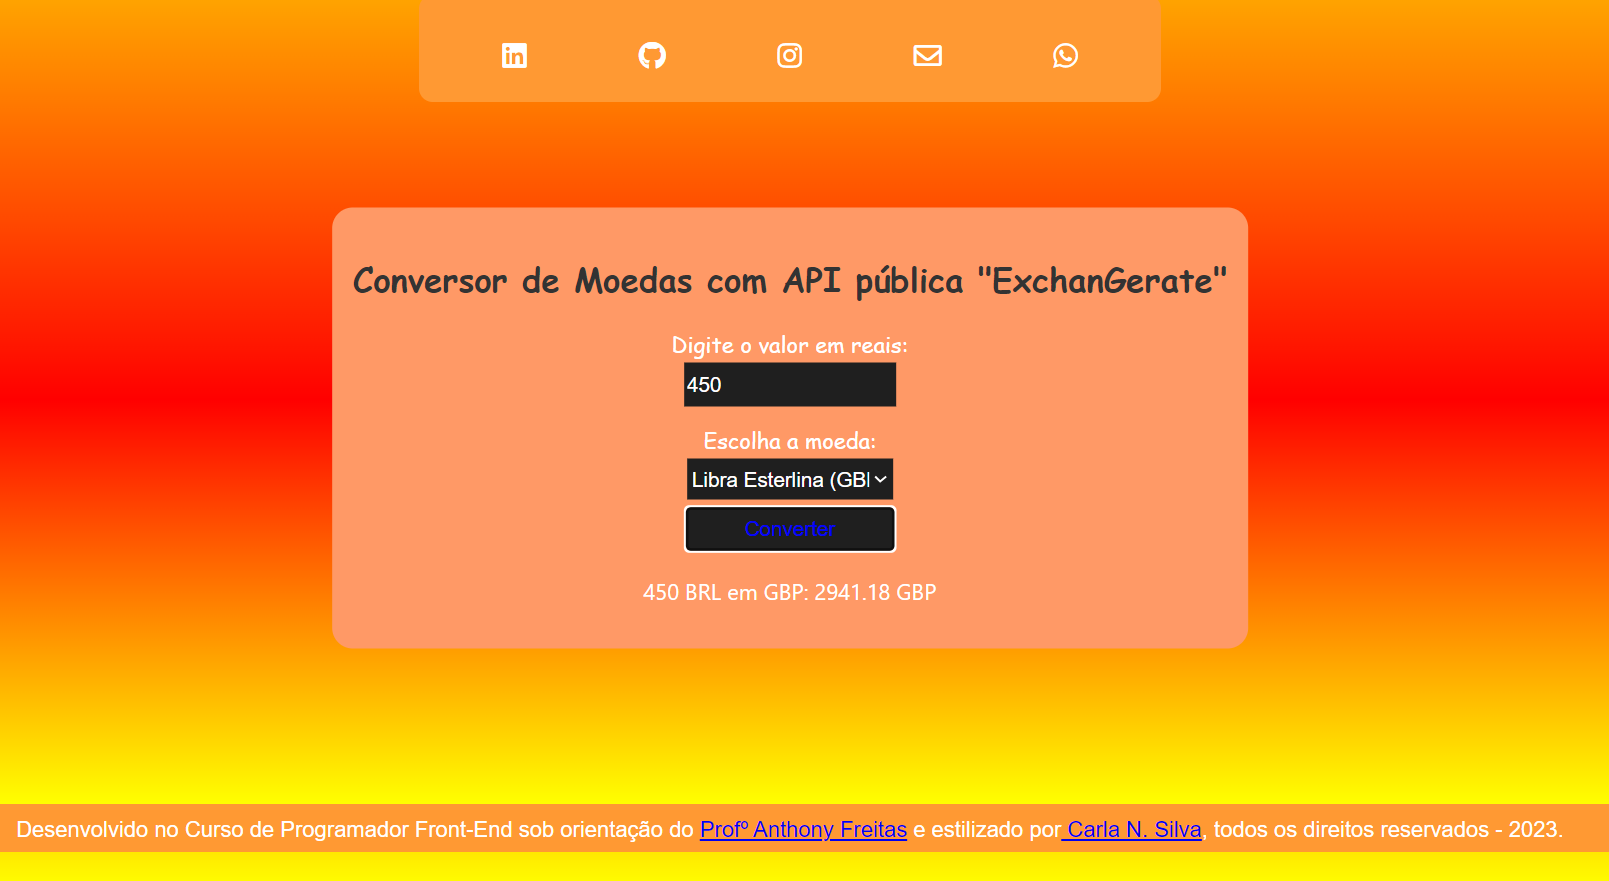 Conversor de Moedas com API pública "ExchanGerate"
Digite o valor em reais:
450
Escolha a moeda:
Libra Esterlina (GBI
Converter
450 BRL em GBP: 2941.18 GBP
Desenvolvido no Curso de Programador Front-End sob orientação do Profº Anthony Freitas e estilizado por Carla N. Silva, todos os direitos reservados - 2023.